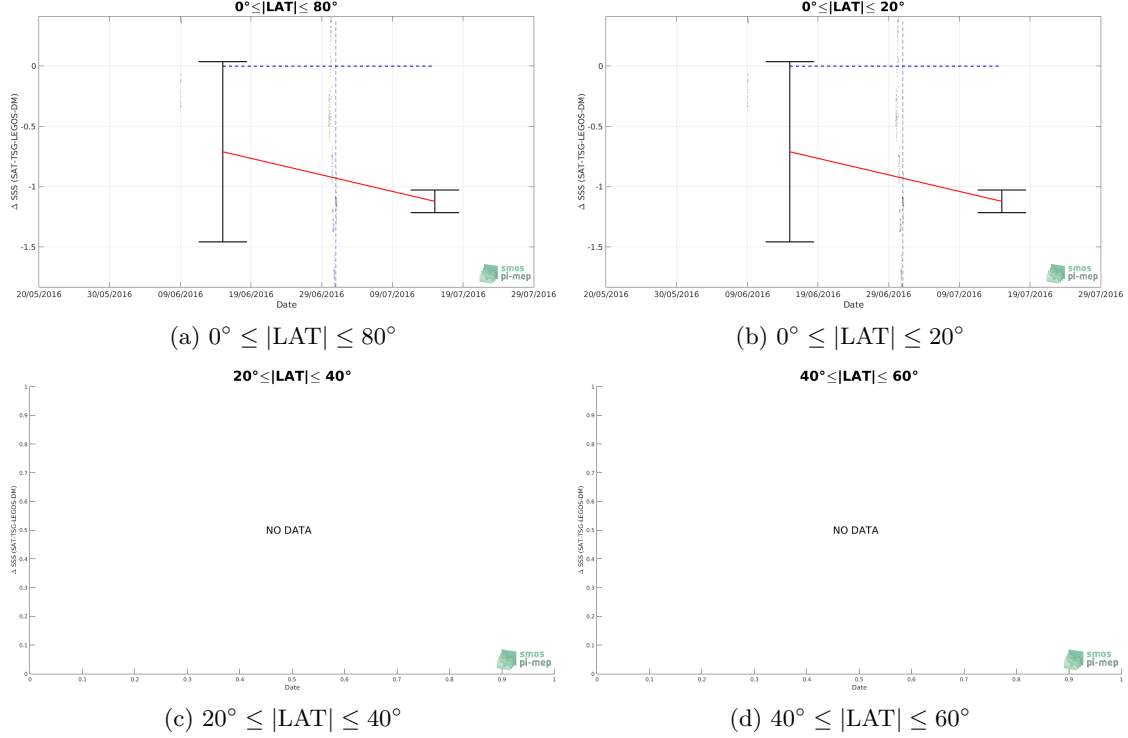 0°≤|LAT|≤ 80°
0
-0.5
-1
-1.5
Δ SSS (SAT-TSG-LEGOS-DM)
20/05/2016 30/05/2016 09/06/2016 19/06/2016 29/06/2016 09/07/2016 19/07/2016 29/07/2016
Date
smos
pi-mep
(a) 0° ≤ |LAT| ≤ 80°
0°≤|LAT|≤ 20°
0
-0.5
-1
-1.5
Δ SSS (SAT-TSG-LEGOS-DM)
20/05/2016 30/05/2016 09/06/2016 19/06/2016 29/06/2016 09/07/2016 19/07/2016 29/07/2016
Date
smos
pi-mep
(b) 0° ≤ |LAT| ≤ 20°
20°≤|LAT|≤ 40°
1
0.9
0.8
0.7
0.6
0.5
0.4
0.3
0.2
0.1
0
Δ SSS (SAT-TSG-LEGOS-DM)
NO DATA
0 0.1 0.2 0.3 0.4 0.5 0.6 0.7 0.8 0.9 1
Date
smos
pi-mep
(c) 20° ≤ |LAT| ≤ 40°
40°≤|LAT|≤ 60°
1
0.9
0.8
0.7
0.6
0.5
0.4
0.3
0.2
0.1
0
Δ SSS (SAT-TSG-LEGOS-DM)
NO DATA
0 0.1 0.2 0.3 0.4 0.5 0.6 0.7 0.8 0.9 1
Date
smos
pi-mep
(d) 40° ≤ |LAT| ≤ 60°